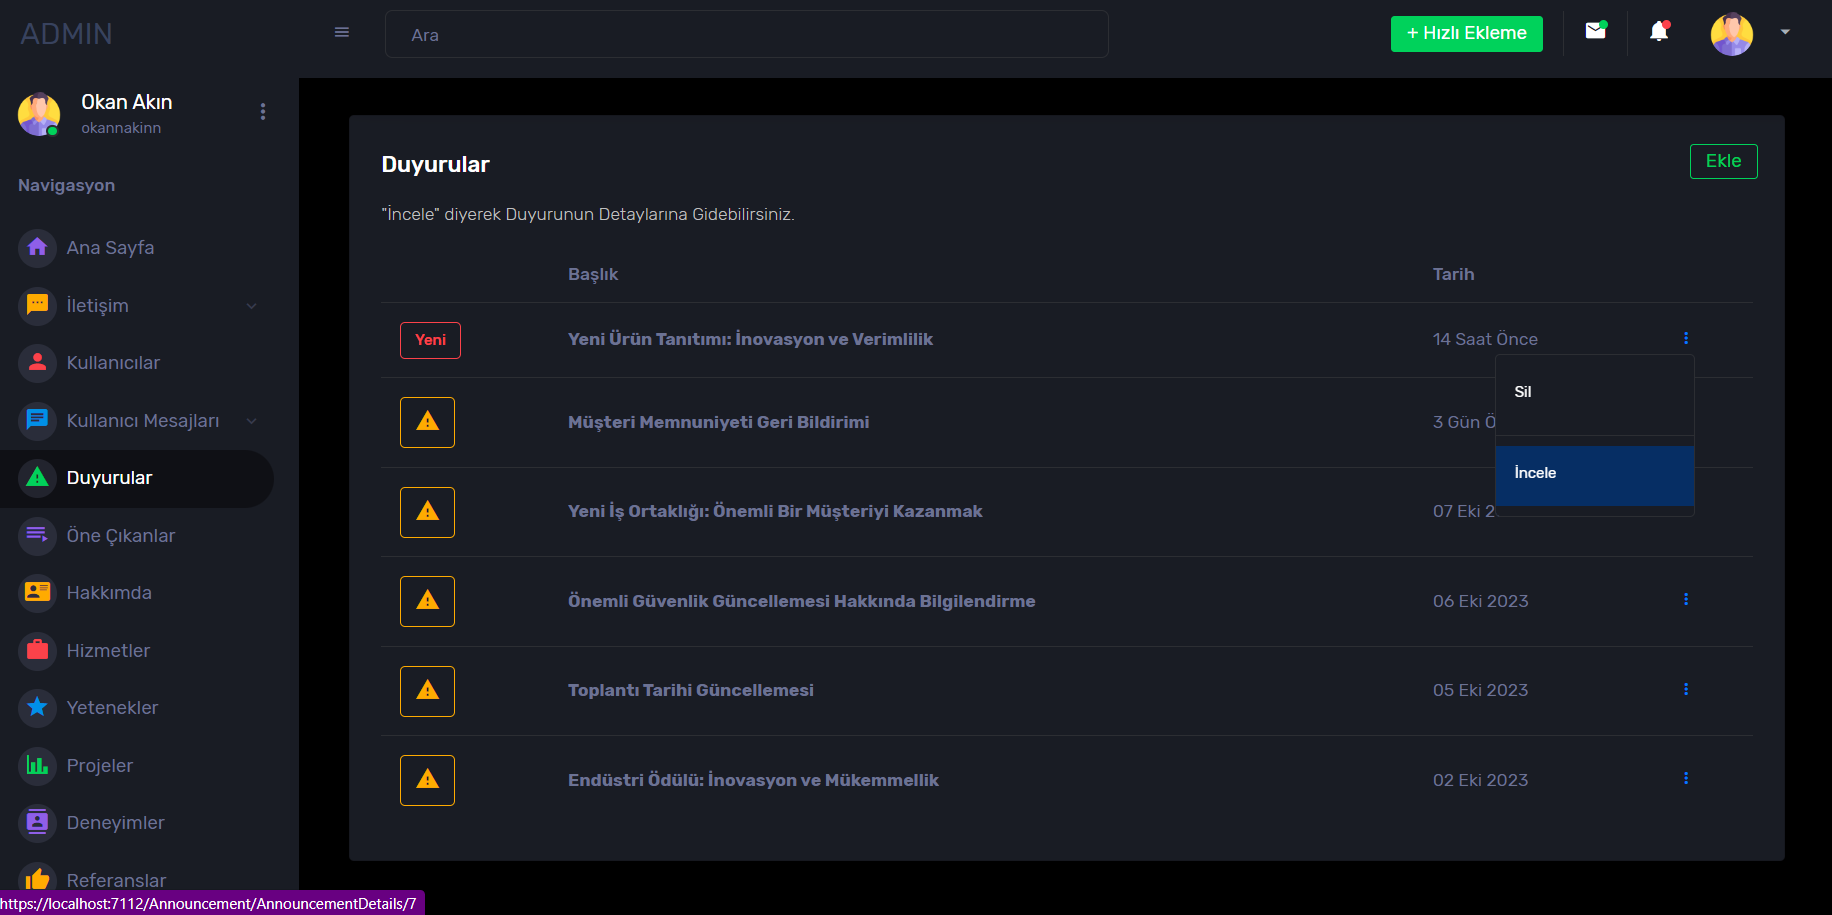 ADMIN
Ara
+ Hızlı Ekleme
Okan Akın
okannakinn
Navigasyon
Ana Sayfa
İletişim
Kullanıcılar
Kullanıcı Mesajları
Duyurular
Öne Çıkanlar
Hakkımda
Hizmetler
Yetenekler
Projeler
Deneyimler
Referanslar
Duyurular
Ekle
"İncele" diyerek Duyurunun Detaylarına Gidebilirsiniz.
Başlık Tarih
Yeni Yeni Ürün Tanıtımı: İnovasyon ve Verimlilik 14 Saat Önce
Sil
İncele
Müşteri Memnuniyeti Geri Bildirimi 3 Gün Ö
Yeni İş Ortaklığı: Önemli Bir Müşteriyi Kazanmak 07 Eki 2
Önemli Güvenlik Güncellemesi Hakkında Bilgilendirme 06 Eki 2023
Toplantı Tarihi Güncellemesi 05 Eki 2023
Endüstri Ödülü: İnovasyon ve Mükemmellik 02 Eki 2023
https://localhost:7112/Announcement/AnnouncementDetails/7